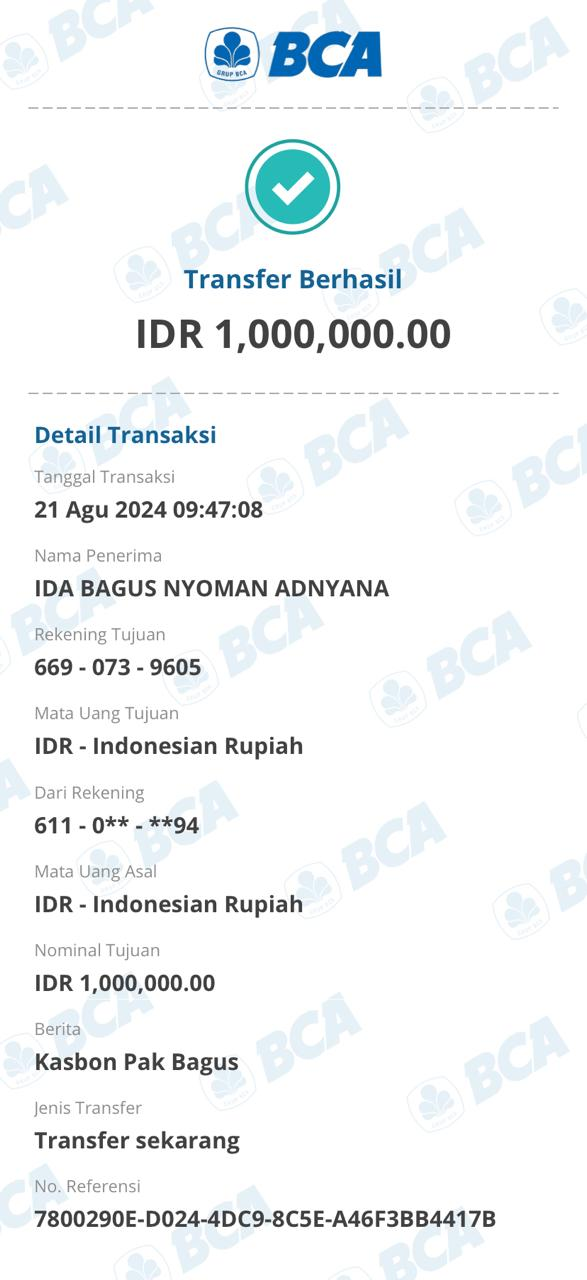 GRUP BCA
BCA
Transfer Berhasil
IDR 1,000,000.00
Detail Transaksi
Tanggal Transaksi
21 Agu 2024 09:47:08
Nama Penerima
IDA BAGUS NYOMAN ADNYANA
Rekening Tujuan
669 - 073 - 9605
Mata Uang Tujuan
IDR - Indonesian Rupiah
Dari Rekening
611 - 0** - **94
Mata Uang Asal
IDR - Indonesian Rupiah
Nominal Tujuan
IDR 1,000,000.00
Berita
Kasbon Pak Bagus
Jenis Transfer
Transfer sekarang
No. Referensi
7800290E-D024-4DC9-8C5E-A46F3BB4417B